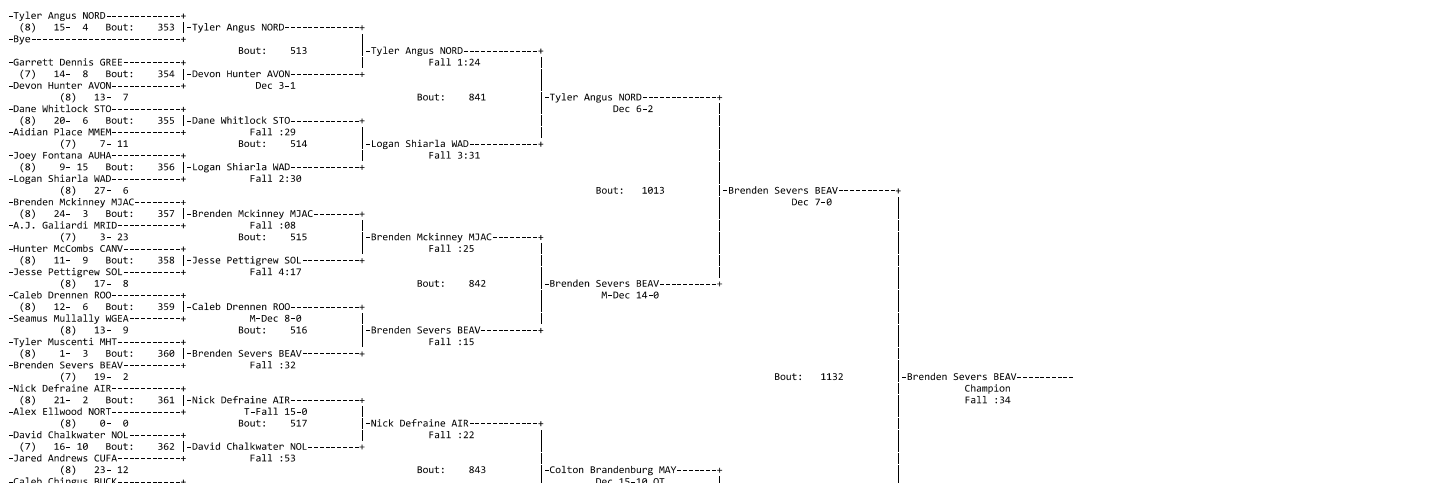 -Tyler Angus NORD-------------+
(8) 15- 4 Bout: 353 |-Tyler Angus NORD-------------+
-Bye--------------------------+
Bout: 513 |-Tyler Angus NORD-------------+
-Garrett Dennis GREE----------+ | Fall 1:24 |
(7) 14- 8 Bout: 354 |-Devon Hunter AVON------------+ |
-Devon Hunter AVON------------+ Dec 3-1 |
(8) 13- 7 Bout: 841 |-Tyler Angus NORD-------------+
-Dane Whitlock STO------------+ | Dec 6-2 |
(8) 20- 6 Bout: 355 |-Dane Whitlock STO------------+ | |
-Aidian Place MMEM------------+ Fall :29 | | |
(7) 7- 11 Bout: 514 |-Logan Shiarla WAD------------+ |
-Joey Fontana AUHA------------+ | Fall 3:31 |
(8) 9- 15 Bout: 356 |-Logan Shiarla WAD------------+ |
-Logan Shiarla WAD------------+ Fall 2:30 |
(8) 27- 6 Bout: 1013 |-Brenden Severs BEAV----------+
-Brenden Mckinney MJAC--------+ | Dec 7-0 |
(8) 24- 3 Bout: 357 |-Brenden Mckinney MJAC--------+ | |
-A.J. Galiardi MRID-----------+ Fall :08 | | |
(7) 3- 23 Bout: 515 |-Brenden Mckinney MJAC--------+ | |
-Hunter McCombs CANV----------+ | Fall :25 | | |
(8) 11- 9 Bout: 358 |-Jesse Pettigrew SOL----------+ | | |
-Jesse Pettigrew SOL----------+ Fall 4:17 | | |
(8) 17- 8 Bout: 842 |-Brenden Severs BEAV----------+ |
-Caleb Drennen ROO------------+ | M-Dec 14-0 |
(8) 12- 6 Bout: 359 |-Caleb Drennen ROO------------+ | |
-Seamus Mullally WGEA---------+ M-Dec 8-0 | | |
(8) 13- 9 Bout: 516 |-Brenden Severs BEAV----------+ |
-Tyler Muscenti MHT-----------+ | Fall :15 |
(8) 1- 3 Bout: 360 |-Brenden Severs BEAV----------+ |
-Brenden Severs BEAV----------+ Fall :32 |
(7) 19- 2 Bout: 1132 |-Brenden Severs BEAV----------
-Nick Defraine AIR------------+ | Champion
(8) 21- 2 Bout: 361 |-Nick Defraine AIR------------+ | Fall :34
-Alex Ellwood NORT------------+ T-Fall 15-0 | |
(8) 0- 0 Bout: 517 |-Nick Defraine AIR------------+ |
-David Chalkwater NOL---------+ | Fall :22 | |
(7) 16- 10 Bout: 362 |-David Chalkwater NOL---------+ | |
-Jared Andrews CUFA-----------+ Fall :53 | |
(8) 23- 12 Bout: 843 |-Colton Brandenburg MAY-------+ |